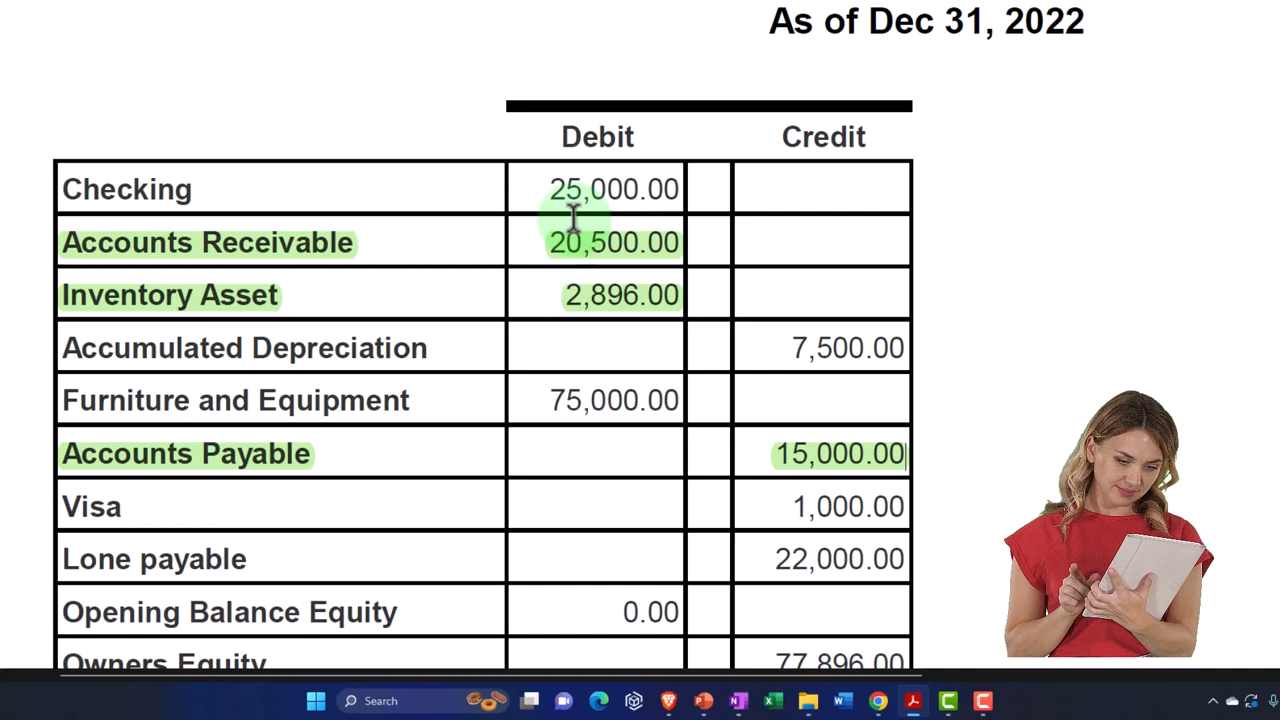 As of Dec 31, 2022
Debit Credit
Checking 25,000.00
Accounts Receivable 20,500.00
Inventory Asset 2,896.00
Accumulated Depreciation 7,500.00
Furniture and Equipment 75,000.00
Accounts Payable 15,000.00
Visa 1,000.00
Lone payable 22,000.00
Opening Balance Equity 0.00
Owners Equity 77,896.00
Search